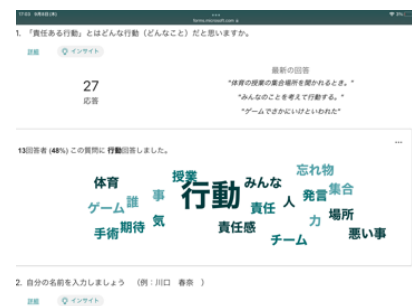 forms.microsoft.com
1. 「責任ある行動」とはどんな行動（どんなこと）だと思いますか。
詳細 インサイト
27
応答
最新の回答
"体育の授業の集合場所を聞かれるとき。"
"みんなのことを考えて行動する。"
"ゲームでさかにいけといわれた"
13回答者 (48%) この質問に 行動回答しました。
忘れ物
体育 授業 行動 みんな 発言 集合
ゲーム 誰 事 責任 人 場所
手術 期待 気 責任感 力 悪い事
チーム
2. 自分の名前を入力しましょう （例：川口 春奈 ）
詳細 インサイト